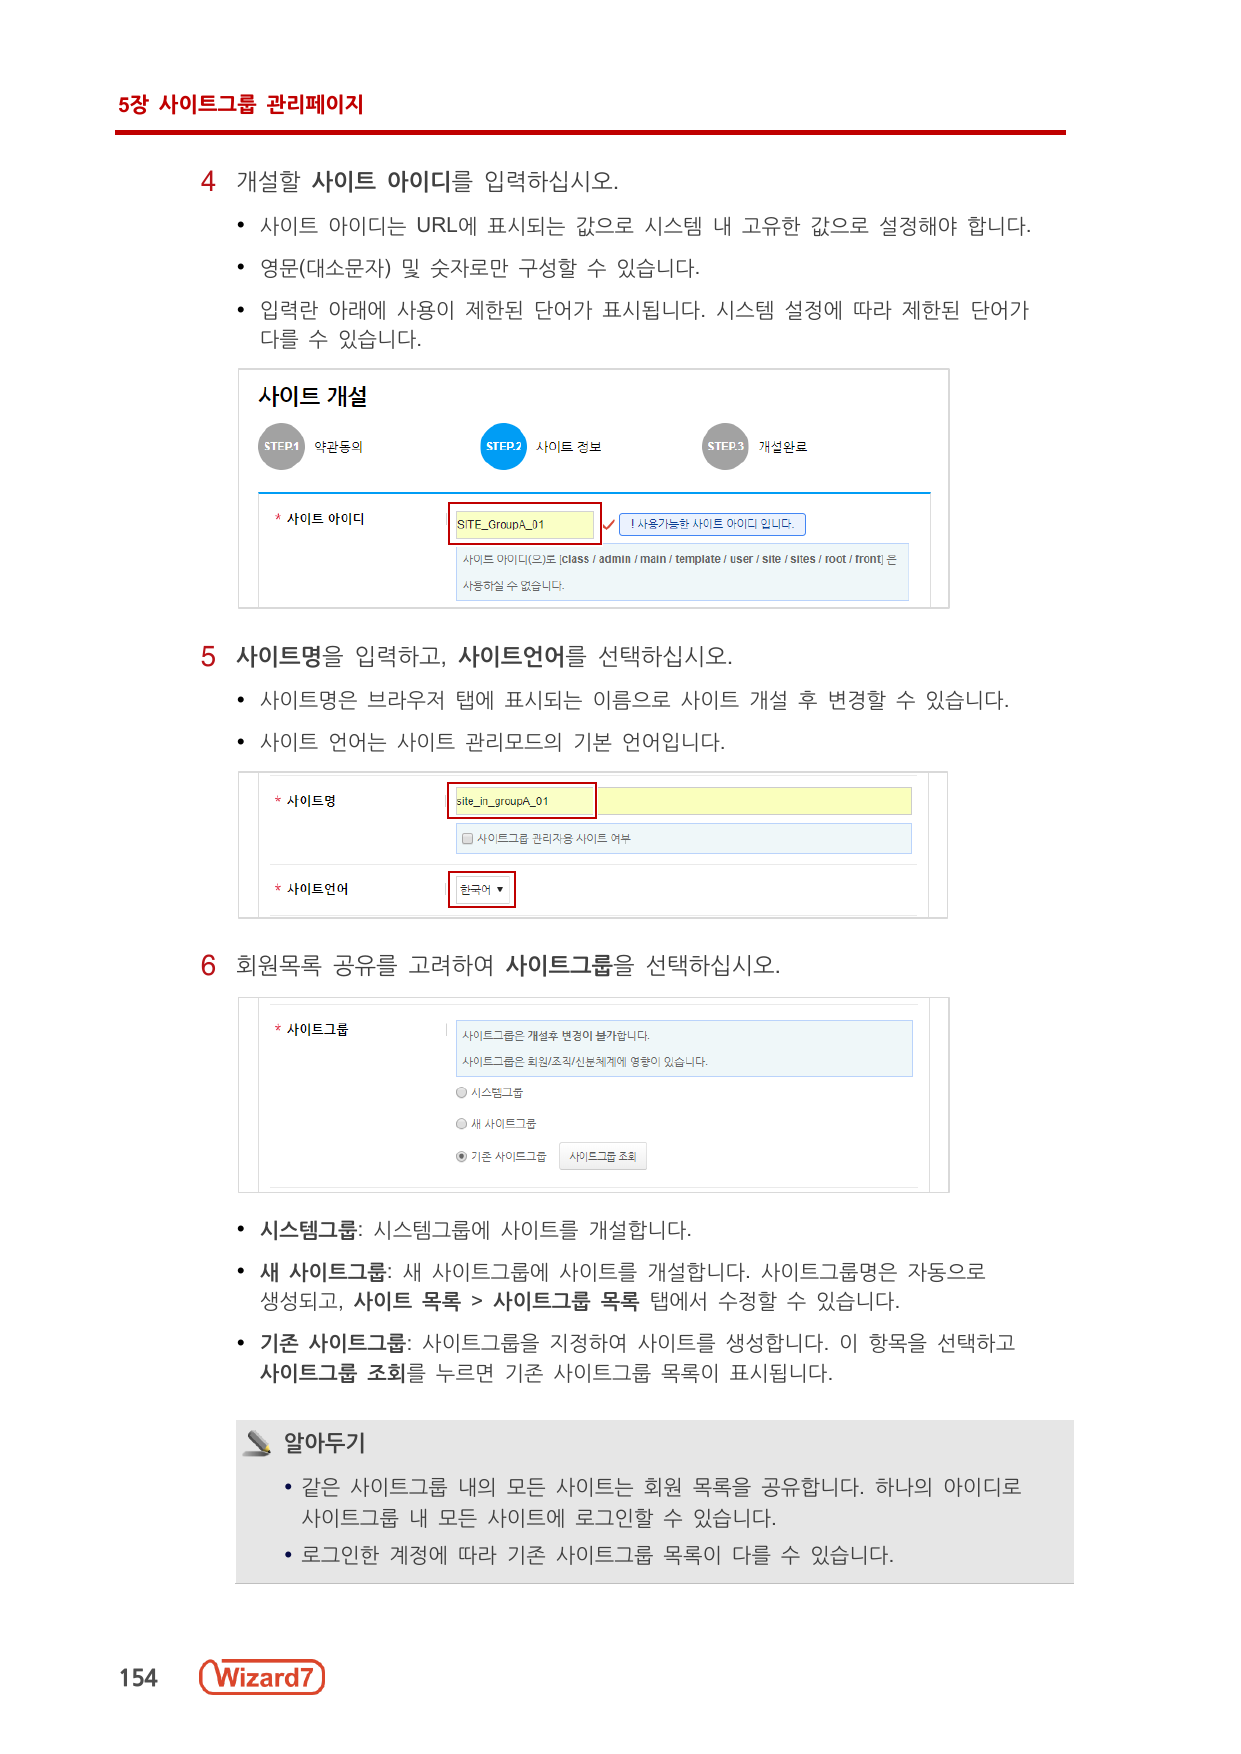 5장 사이트그룹 관리페이지
4 개설할 사이트 아이디를 입력하십시오.
• 사이트 아이디는 URL에 표시되는 값으로 시스템 내 고유한 값으로 설정해야 합니다.
• 영문(대소문자) 및 숫자로만 구성할 수 있습니다.
• 입력란 아래에 사용이 제한된 단어가 표시됩니다. 시스템 설정에 따라 제한된 단어가
다를 수 있습니다.
사이트 개설
STEP.1 약관동의 STEP.2 사이트 정보 STEP.3 개설완료
* 사이트 아이디 SITE_GroupA_01 ! 사용가능한 사이트 아이디 입니다.
사이트 아이디(으)로 [class / admin / main / template / user / site / sites / root / front] 은
사용하실 수 없습니다.
5 사이트명을 입력하고, 사이트언어를 선택하십시오.
• 사이트명은 브라우저 탭에 표시되는 이름으로 사이트 개설 후 변경할 수 있습니다.
• 사이트 언어는 사이트 관리모드의 기본 언어입니다.
* 사이트명 site_in_groupA_01
사이트그룹 관리자용 사이트 여부
* 사이트언어 한국어 ▼
6 회원목록 공유를 고려하여 사이트그룹을 선택하십시오.
* 사이트그룹 사이트그룹은 개설후 변경이 불가합니다.
사이트그룹은 회원/조직/신분체계에 영향이 있습니다.
시스템그룹
새 사이트그룹
기존 사이트그룹 사이트그룹 조회
• 시스템그룹: 시스템그룹에 사이트를 개설합니다.
• 새 사이트그룹: 새 사이트그룹에 사이트를 개설합니다. 사이트그룹명은 자동으로
생성되고, 사이트 목록 > 사이트그룹 목록 탭에서 수정할 수 있습니다.
• 기존 사이트그룹: 사이트그룹을 지정하여 사이트를 생성합니다. 이 항목을 선택하고
사이트그룹 조회를 누르면 기존 사이트그룹 목록이 표시됩니다.
알아두기
• 같은 사이트그룹 내의 모든 사이트는 회원 목록을 공유합니다. 하나의 아이디로
사이트그룹 내 모든 사이트에 로그인할 수 있습니다.
• 로그인한 계정에 따라 기존 사이트그룹 목록이 다를 수 있습니다.
154 Wizard7